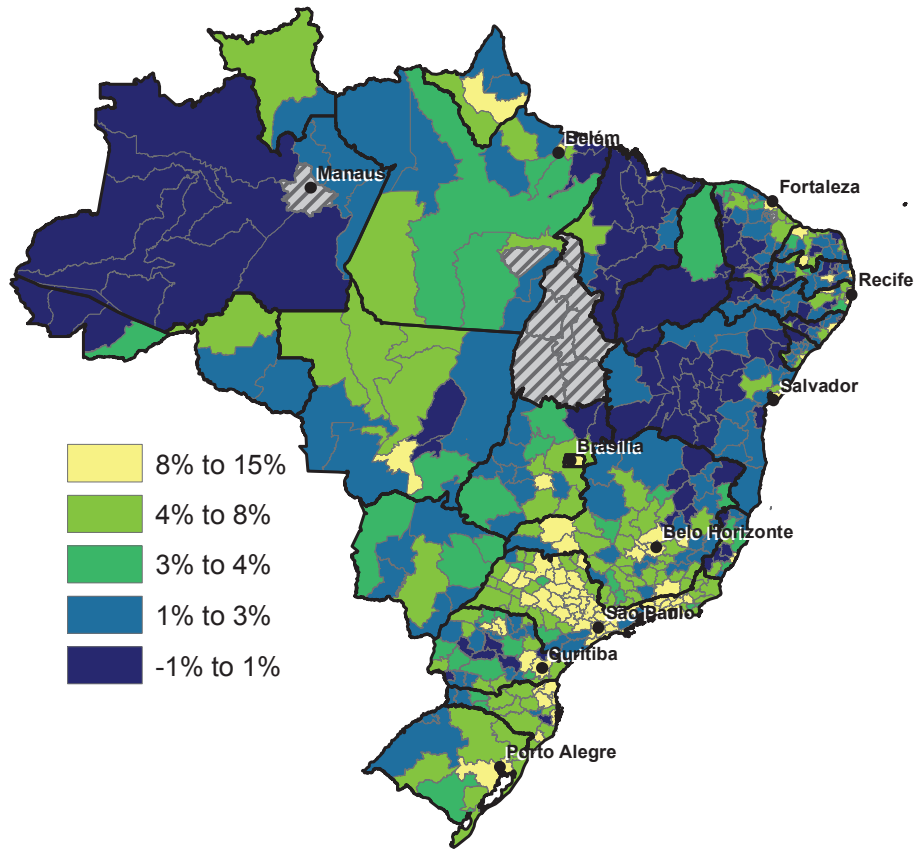 Belém
Manaus
Fortaleza
Recife
Salvador
Brasília
8% to 15%
4% to 8%
Belo Horizonte
3% to 4%
1% to 3%
São Paulo
Curitiba
-1% to 1%
Porto Alegre